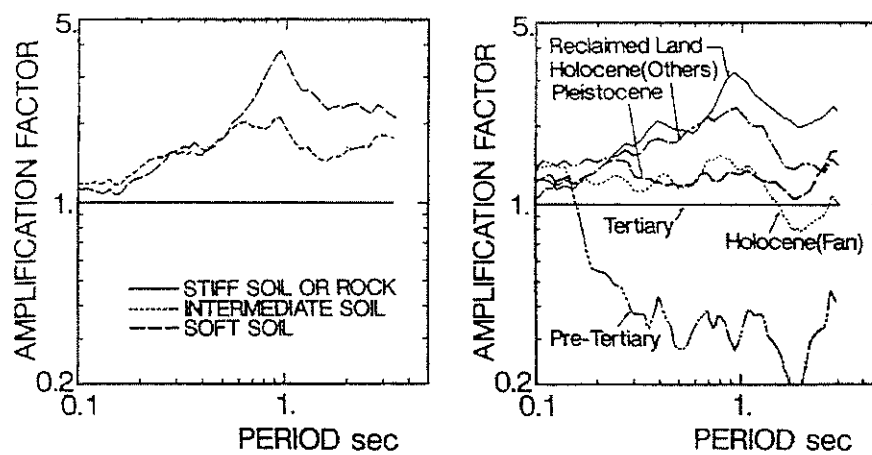 5.
AMPLIFICATION FACTOR
1.
STIFF SOIL OR ROCK
INTERMEDIATE SOIL
SOFT SOIL
0.2
0.1
1.
PERIOD sec
5.
AMPLIFICATION FACTOR
Reclaimed Land
Holocene(Others)
Pleistocene
1.
Tertiary
Holocene(Fan)
Pre-Tertiary
0.2
0.1
1.
PERIOD sec